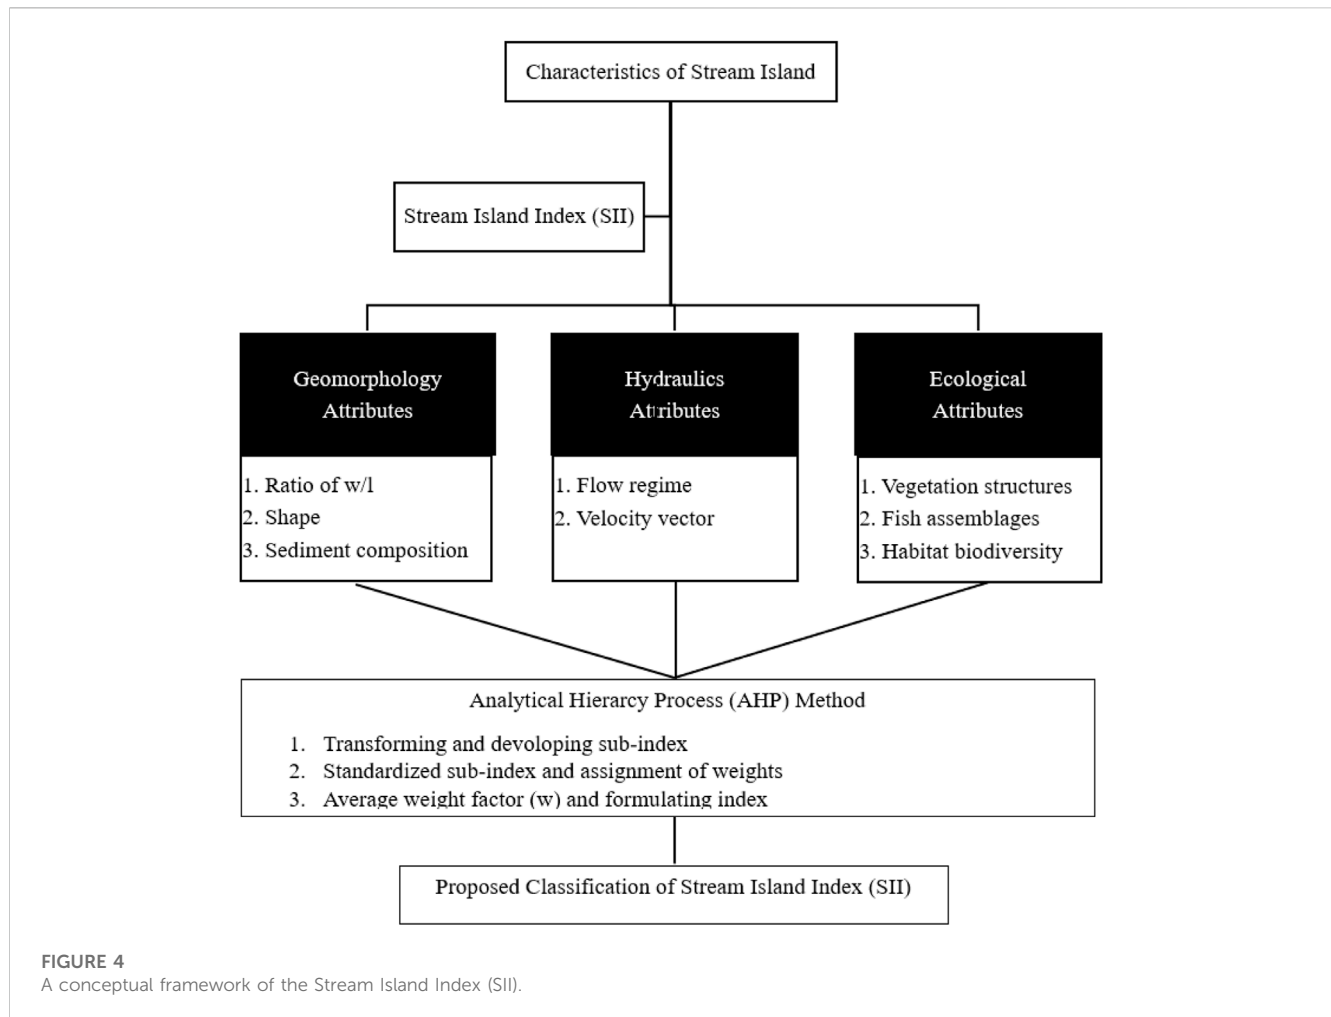 Characteristics of Stream Island
Stream Island Index (SII)
Geomorphology
Attributes
1. Ratio of w/l
2. Shape
3. Sediment composition
Hydraulics
Attributes
1. Flow regime
2. Velocity vector
Ecological
Attributes
1. Vegetation structures
2. Fish assemblages
3. Habitat biodiversity
Analytical Hierarcy Process (AHP) Method
1. Transforming and devoloping sub-index
2. Standardized sub-index and assignment of weights
3. Average weight factor (w) and formulating index
Proposed Classification of Stream Island Index (SII)
FIGURE 4
A conceptual framework of the Stream Island Index (SII).